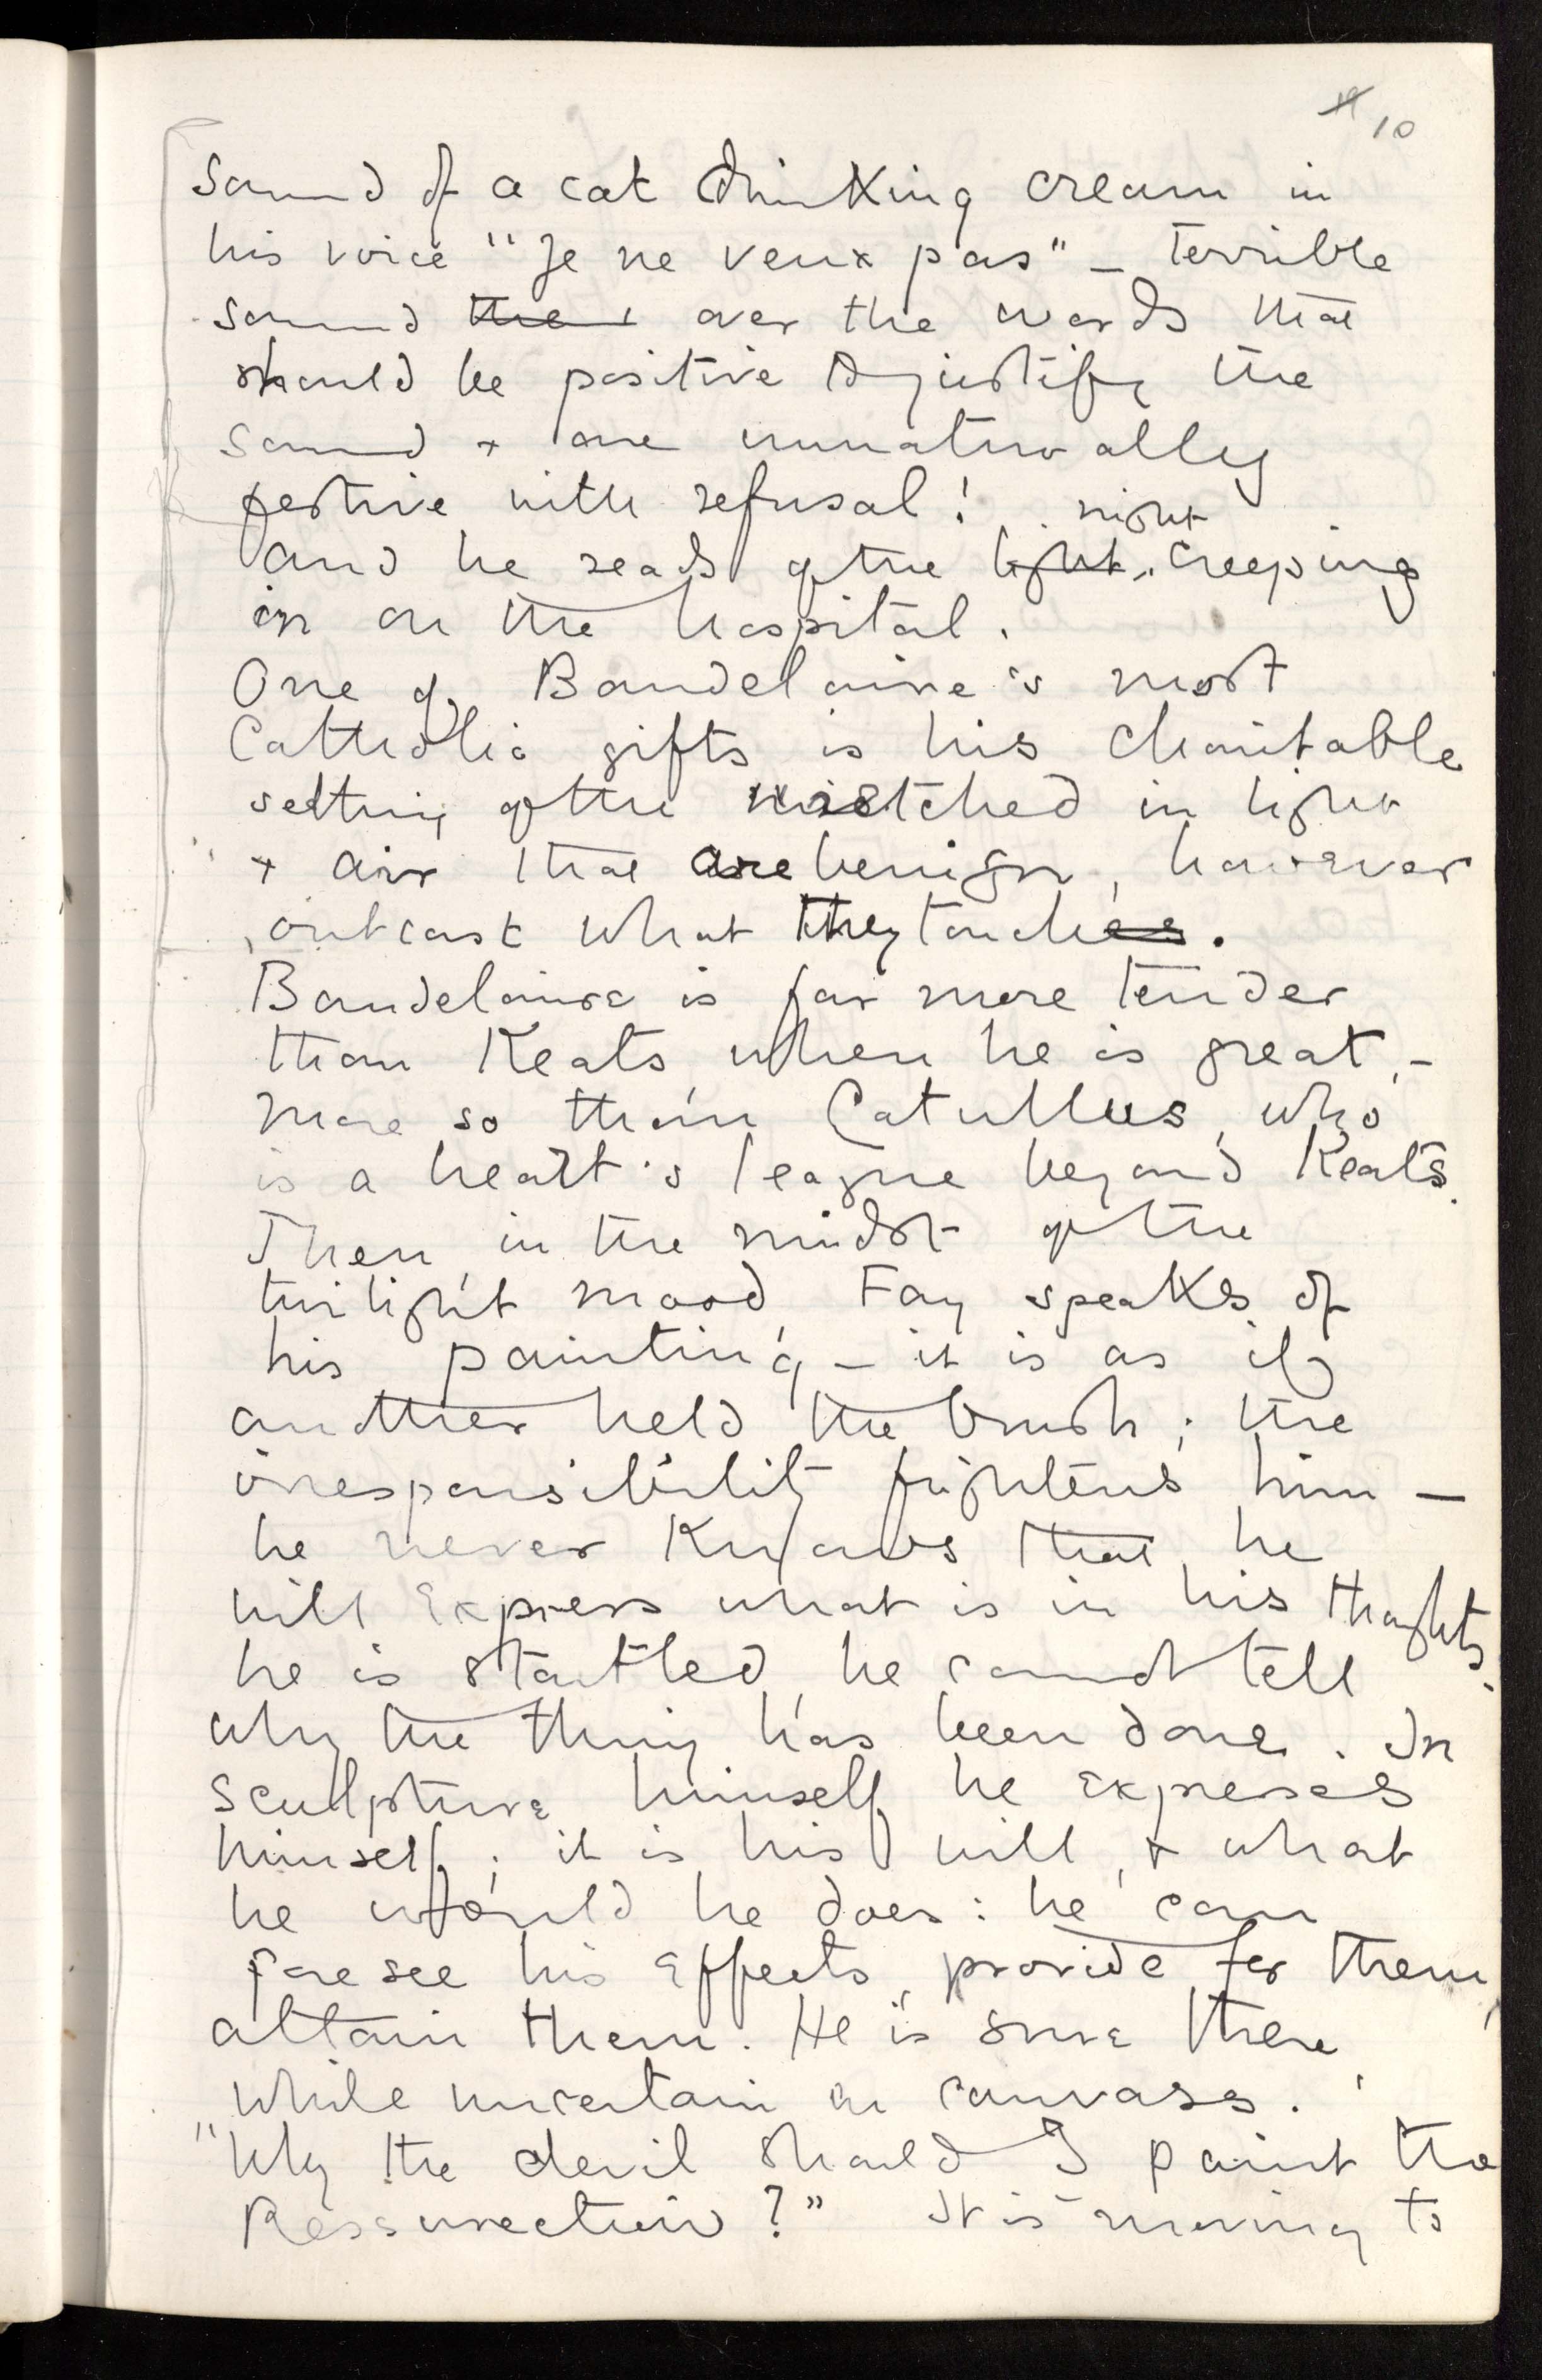 10
sound of a cat drinking cream in
his voice "Je ne veux pas" – terrible
sound over the words that
should be positive to justify the
sound & are unnaturally
festive with refusal!
night
And he reads of the light creeping
in on the hospital.
One of Baudelaire's most
Catholic gifts is his charitable
setting of the wretched in light
& air that are benign, however
outcast what they touches.
Baudelaire is far more tender
than Keats when he is great, –
more so than Catullus, who
is a heart's league beyond Keats.
Then in the midst of the
twilight mood Fay speaks of
his painting – it is as if
another held the brush; the
irresponsibility frightens him –
he never knows that he
will express what is in his thoughts,
he is startled, he cannot tell
why the thing has been done. In
sculpture himself he expresses
himself; it is his will, & what
he would he does: he can
foresee his effects, provide for them,
attain them. He is sure there,
while uncertain on canvass.
"Why the devil should I paint the
Ressurection?" It is moving to